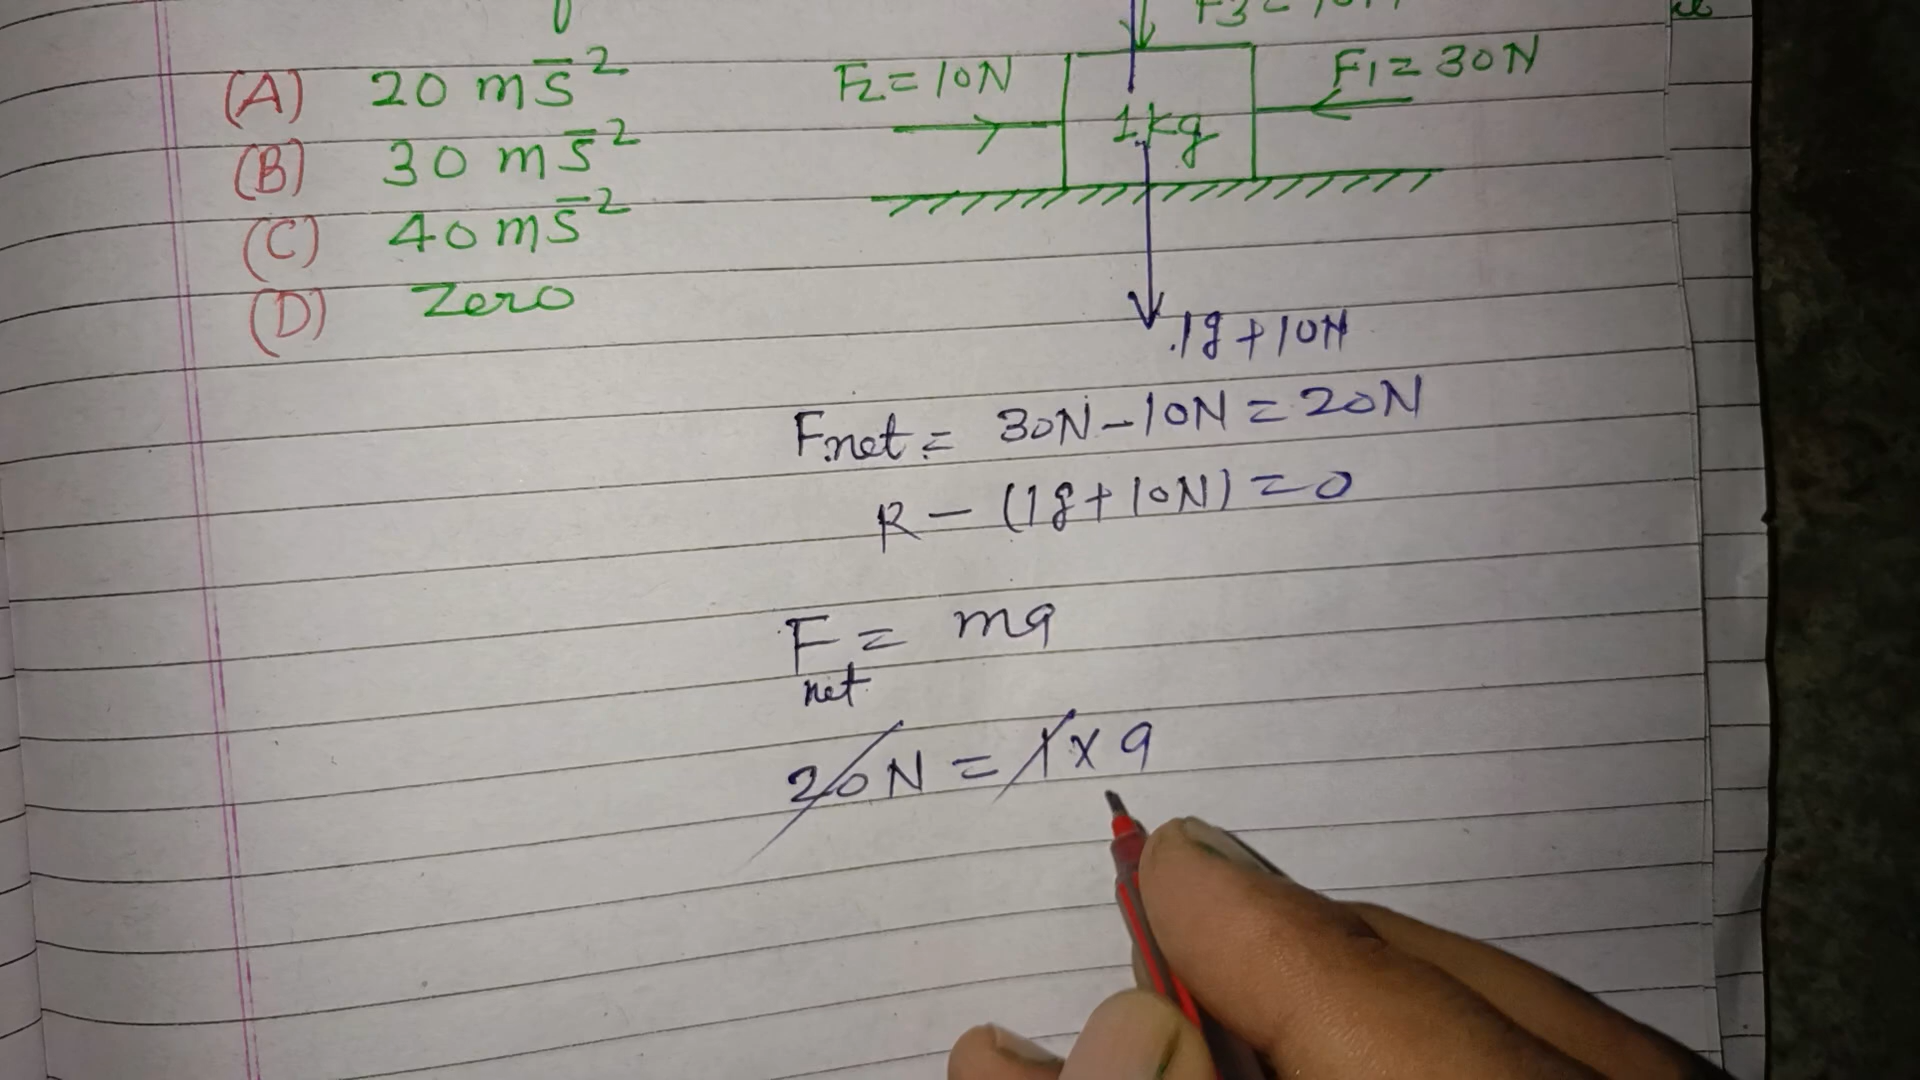 (A) 20 ms̄²
F₂ = 10N
F₁ = 30N
(B) 30 ms̄²
1kg
(C) 40 ms̄²
(D) Zero
1g + 10N
Fnet = 30N - 10N = 20N
R - (1g + 10N) = 0
F = ma
net
20N = 1 x a